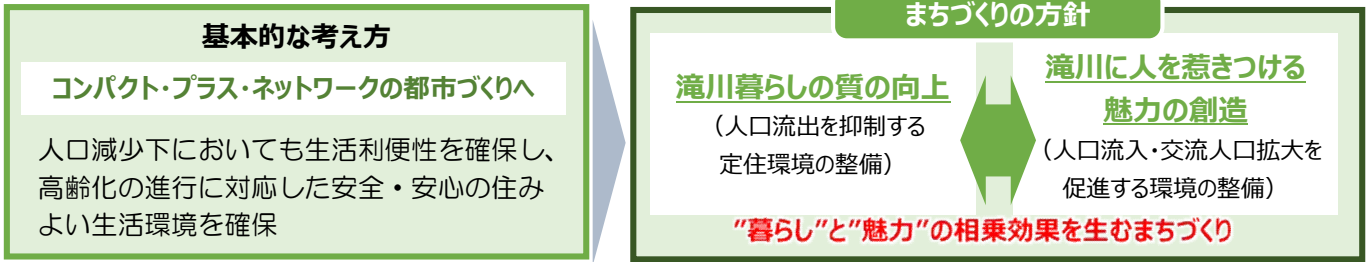 基本的な考え方
コンパクト・プラス・ネットワークの都市づくりへ
人口減少下においても生活利便性を確保し、
高齢化の進行に対応した安全・安心の住み
よい生活環境を確保
まちづくりの方針
滝川暮らしの質の向上
（人口流出を抑制する
定住環境の整備）
滝川に人を惹きつける
魅力の創造
（人口流入・交流人口拡大を
促進する環境の整備）
”暮らし”と”魅力”の相乗効果を生むまちづくり